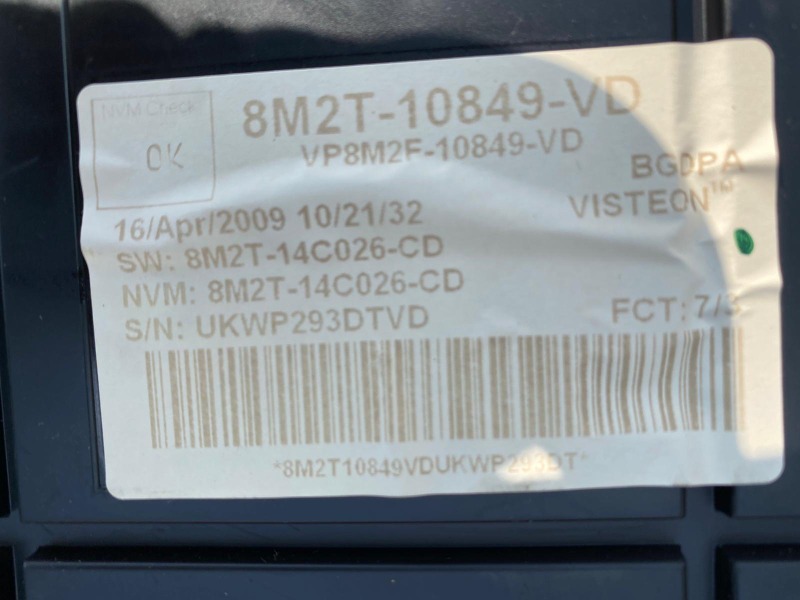 NVM Check
OK
8M2T-10849-VD
VP8M2F-10849-VD
BGDPA
16/Apr/2009 10/21/32
VISTEON™
SW: 8M2T-14C026-CD
NVM: 8M2T-14C026-CD
S/N: UKWP293DTVD
FCT: 7/3
*8M2T10849VDUKWP293DT*